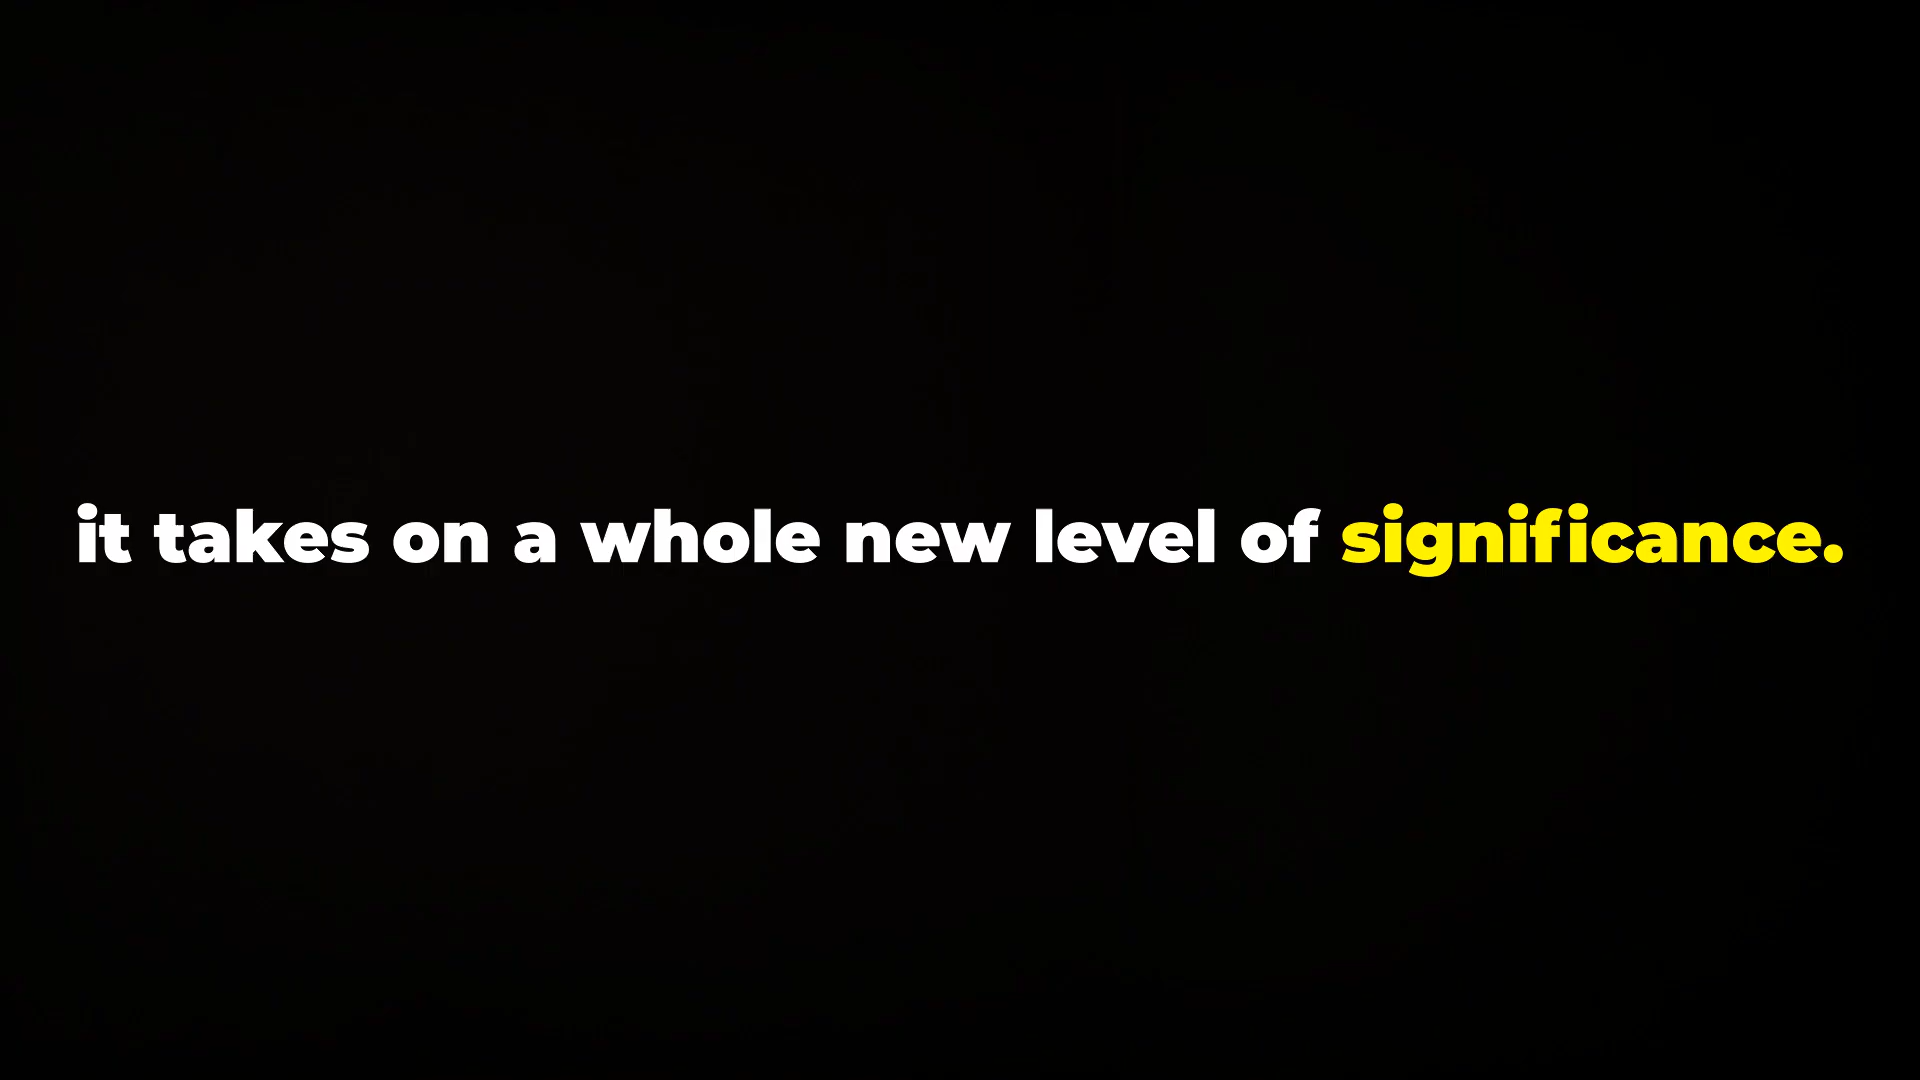 it takes on a whole new level of significance.